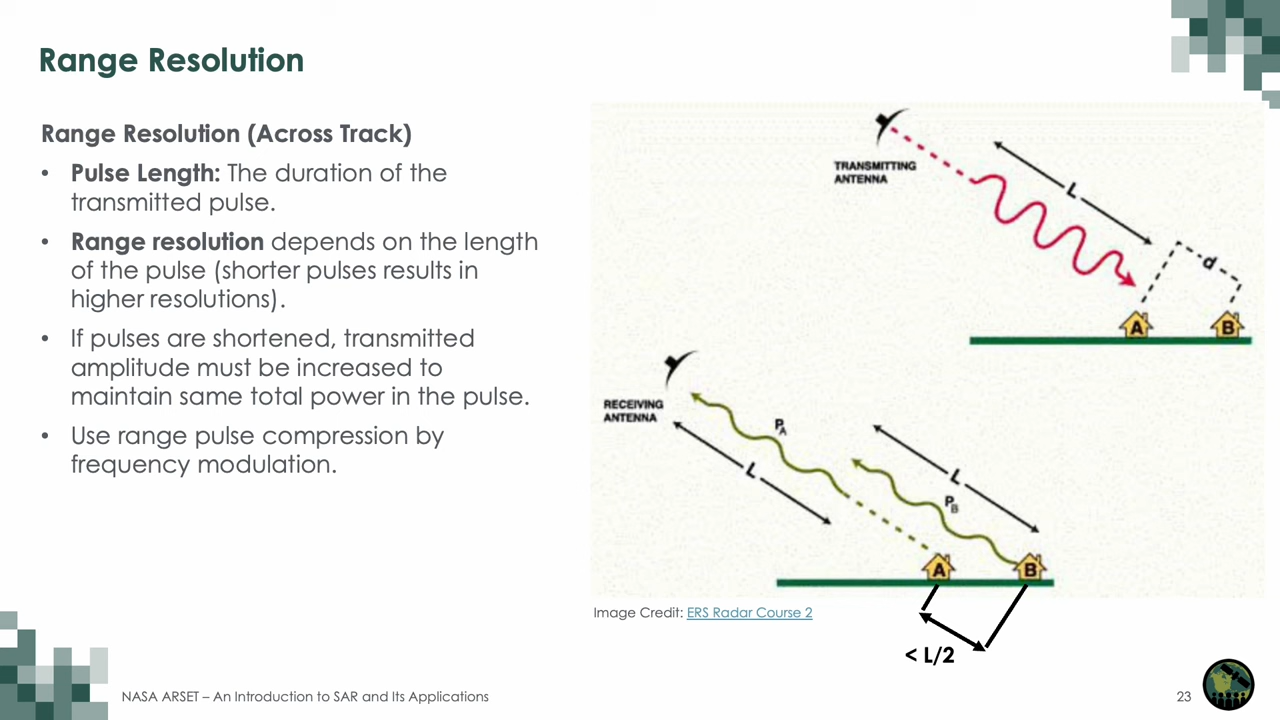 Range Resolution
Range Resolution (Across Track)
• Pulse Length: The duration of the
transmitted pulse.
• Range resolution depends on the length
of the pulse (shorter pulses results in
higher resolutions).
• If pulses are shortened, transmitted
amplitude must be increased to
maintain same total power in the pulse.
• Use range pulse compression by
frequency modulation.
TRANSMITTING
ANTENNA
L
d
A
B
RECEIVING
ANTENNA
PA
L
L
PB
A
B
Image Credit: ERS Radar Course 2
< L/2
NASA ARSET – An Introduction to SAR and Its Applications
23